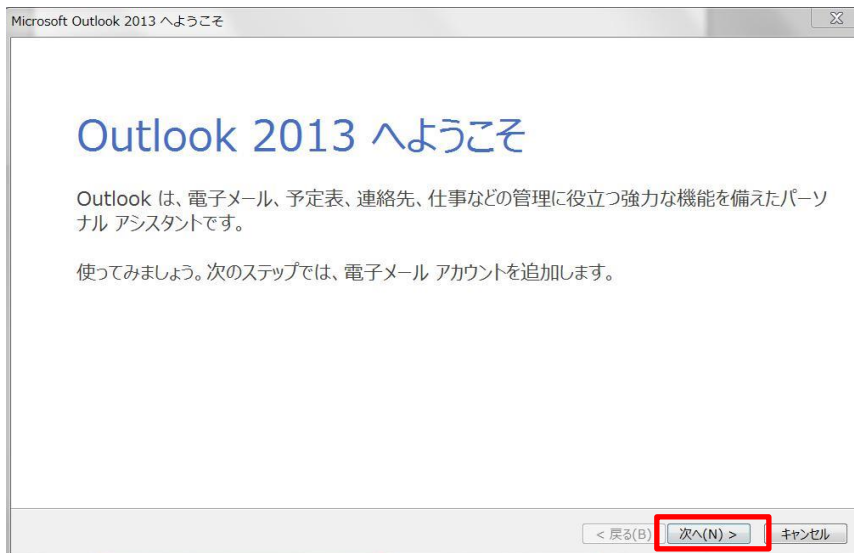 Microsoft Outlook 2013 へようこそ
Outlook 2013 へようこそ
Outlook は、電子メール、予定表、連絡先、仕事などの管理に役立つ強力な機能を備えたパーソ
ナル アシスタントです。
使ってみましょう。次のステップでは、電子メール アカウントを追加します。
< 戻る(B) 次へ(N) > キャンセル